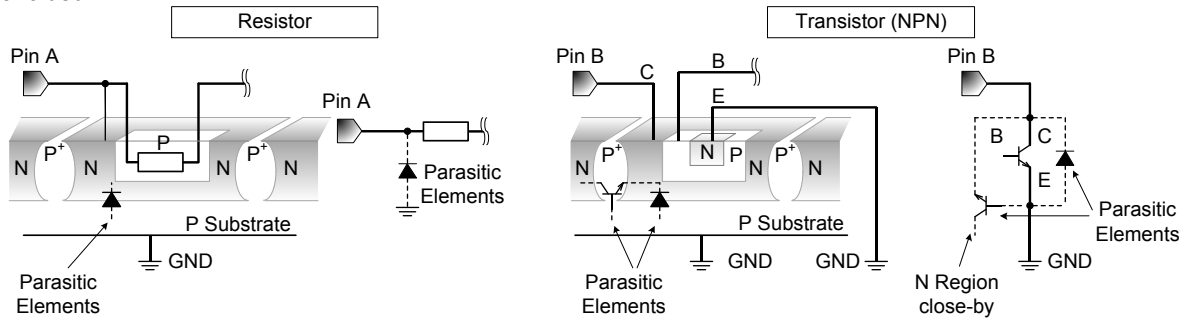 Resistor
Transistor (NPN)
Pin A
Pin A
P
N
P+
N
N
P+
N
Parasitic
Elements
P Substrate
GND
Parasitic
Elements
Pin B
C
B
E
N
P+
N
N
P
N
P+
N
P Substrate
GND
GND
Parasitic
Elements
Pin B
B
C
E
Parasitic
Elements
GND
N Region
close-by